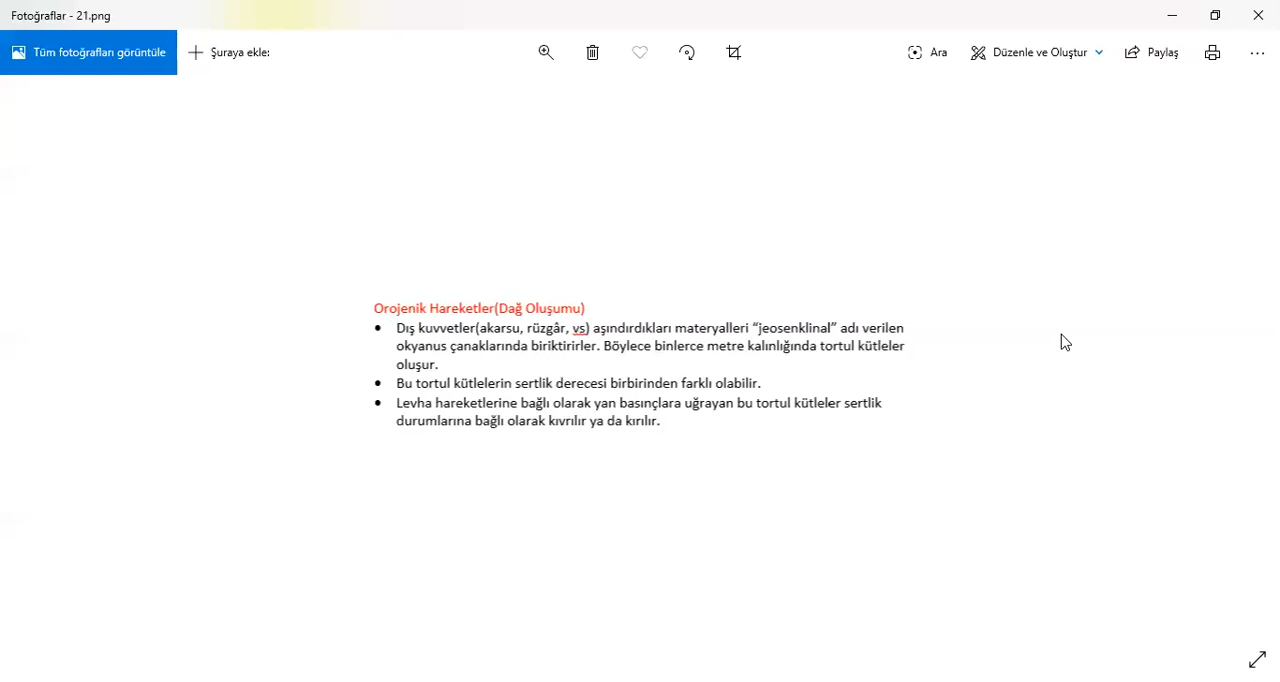 Fotoğraflar - 21.png
Tüm fotoğrafları görüntüle
Şuraya ekle:
Ara
Düzenle ve Oluştur
Paylaş
Orojenik Hareketler(Dağ Oluşumu)
• Dış kuvvetler(akarsu, rüzgâr, vs) aşındırdıkları materyalleri “jeosenklinal” adı verilen
okyanus çanaklarında biriktirirler. Böylece binlerce metre kalınlığında tortul kütleler
oluşur.
• Bu tortul kütlelerin sertlik derecesi birbirinden farklı olabilir.
• Levha hareketlerine bağlı olarak yan basınçlara uğrayan bu tortul kütleler sertlik
durumlarına bağlı olarak kıvrılır ya da kırılır.